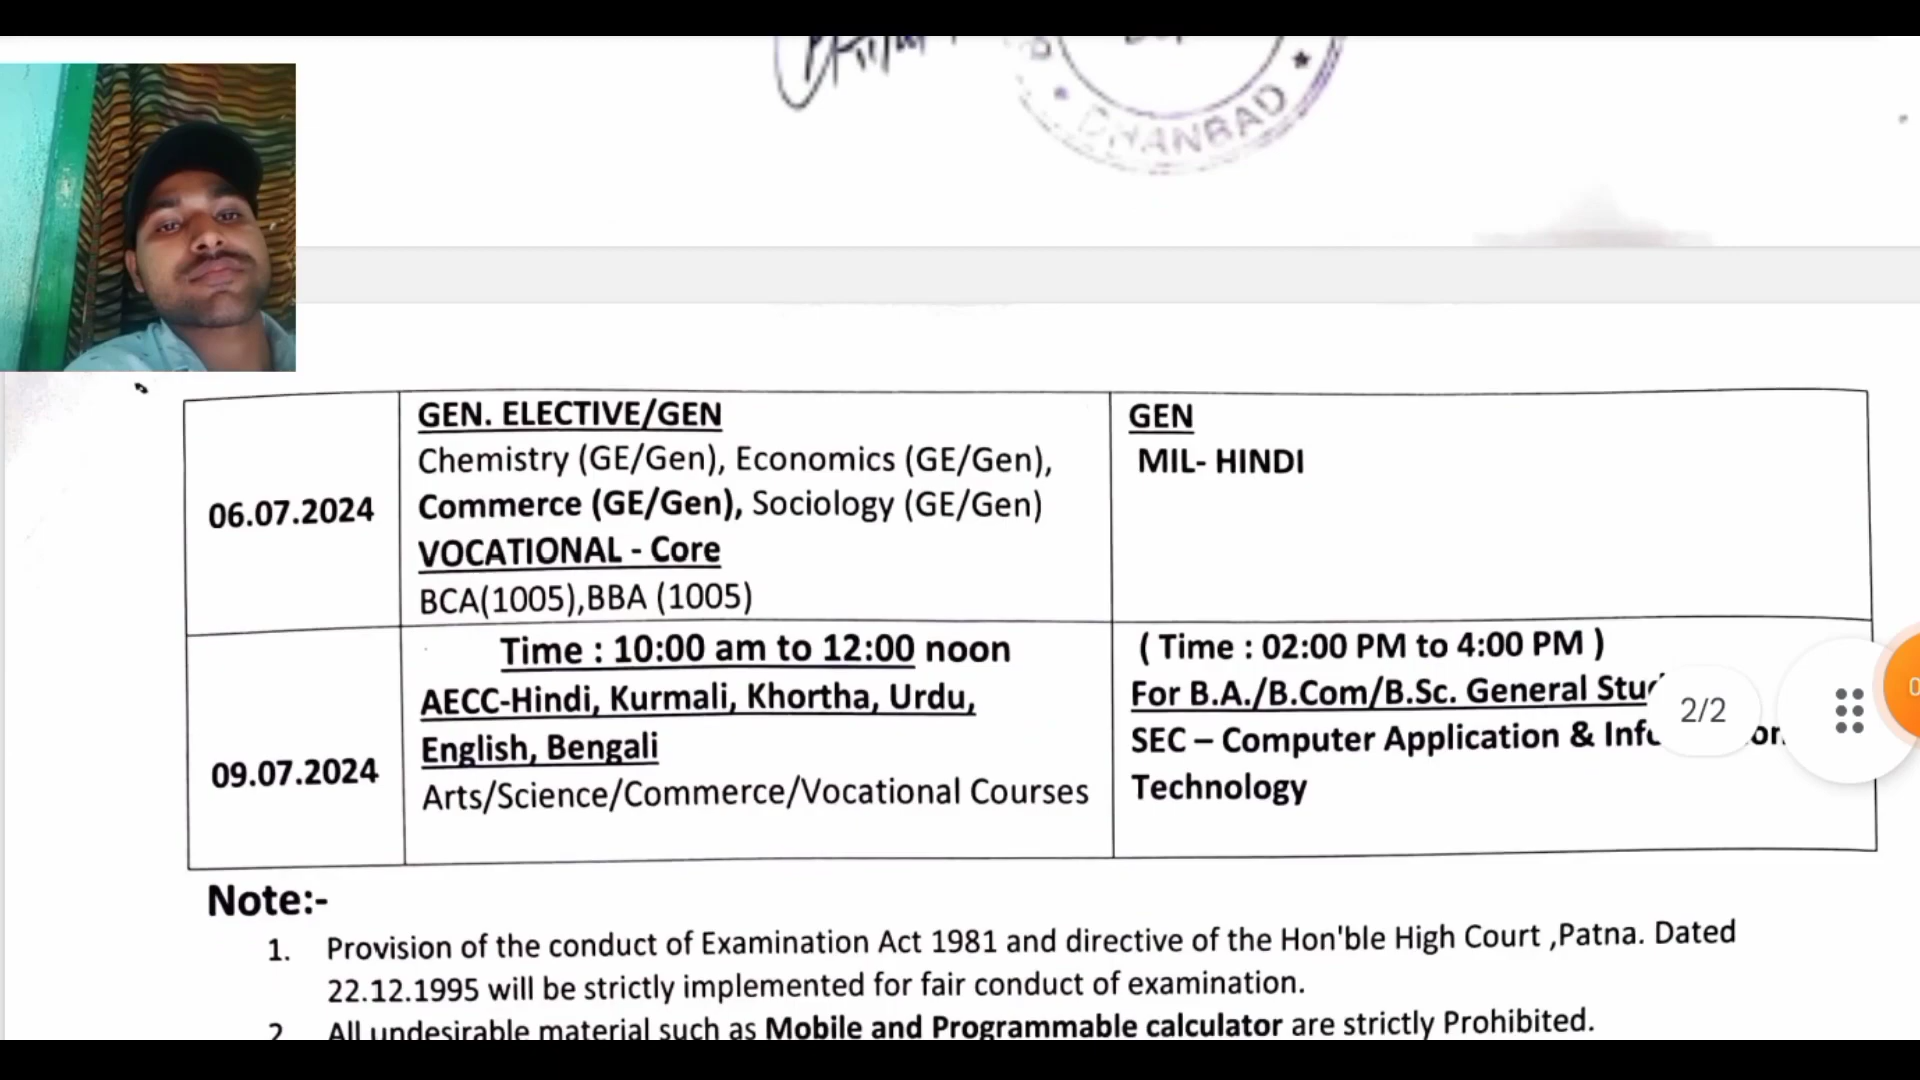 DHANBAD
06.07.2024
GEN. ELECTIVE/GEN
Chemistry (GE/Gen), Economics (GE/Gen),
Commerce (GE/Gen), Sociology (GE/Gen)
VOCATIONAL - Core
BCA(1005),BBA (1005)
GEN
MIL- HINDI
09.07.2024
Time : 10:00 am to 12:00 noon
AECC-Hindi, Kurmali, Khortha, Urdu,
English, Bengali
Arts/Science/Commerce/Vocational Courses
( Time : 02:00 PM to 4:00 PM )
For B.A./B.Com/B.Sc. General
SEC – Computer Application &
Technology
2/2
Note:-
1. Provision of the conduct of Examination Act 1981 and directive of the Hon'ble High Court ,Patna. Dated
22.12.1995 will be strictly implemented for fair conduct of examination.
2. All undesirable material such as Mobile and Programmable calculator are strictly Prohibited.